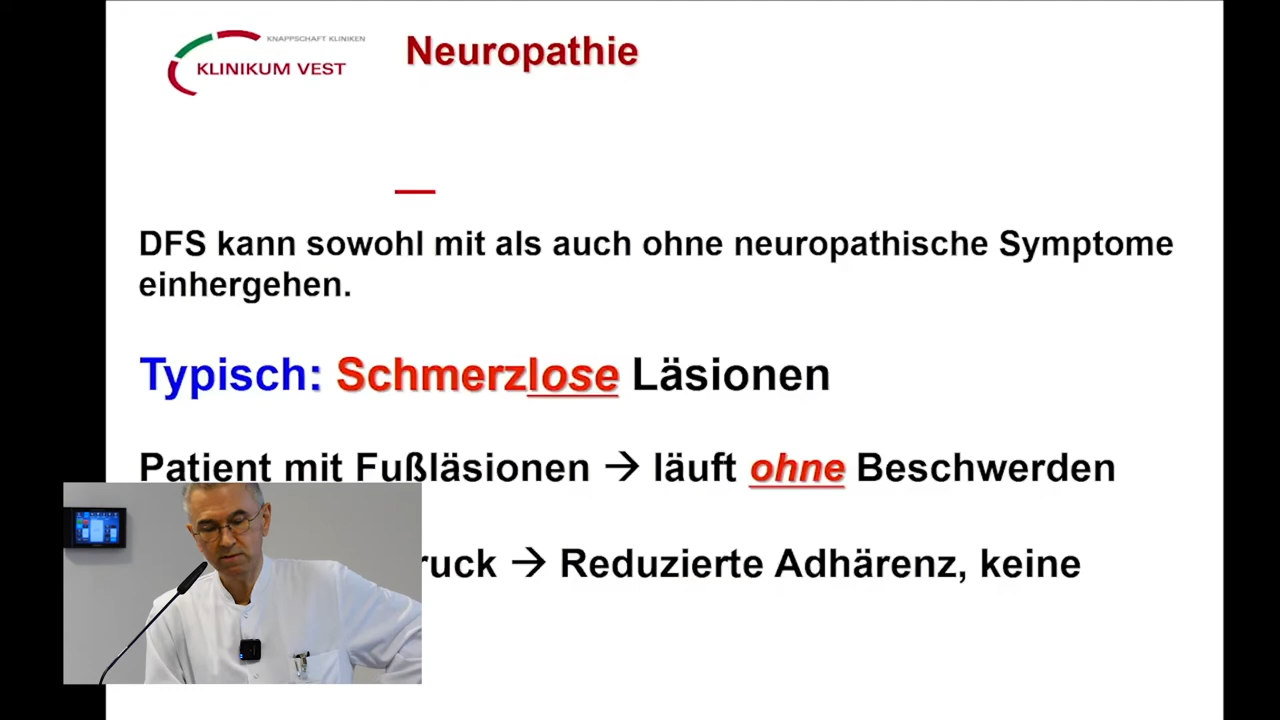 KNAPPSCHAFT KLINIKEN
KLINIKUM VEST
Neuropathie
DFS kann sowohl mit als auch ohne neuropathische Symptome
einhergehen.
Typisch: Schmerzlose Läsionen
Patient mit Fußläsionen → läuft ohne Beschwerden
ruck → Reduzierte Adhärenz, keine